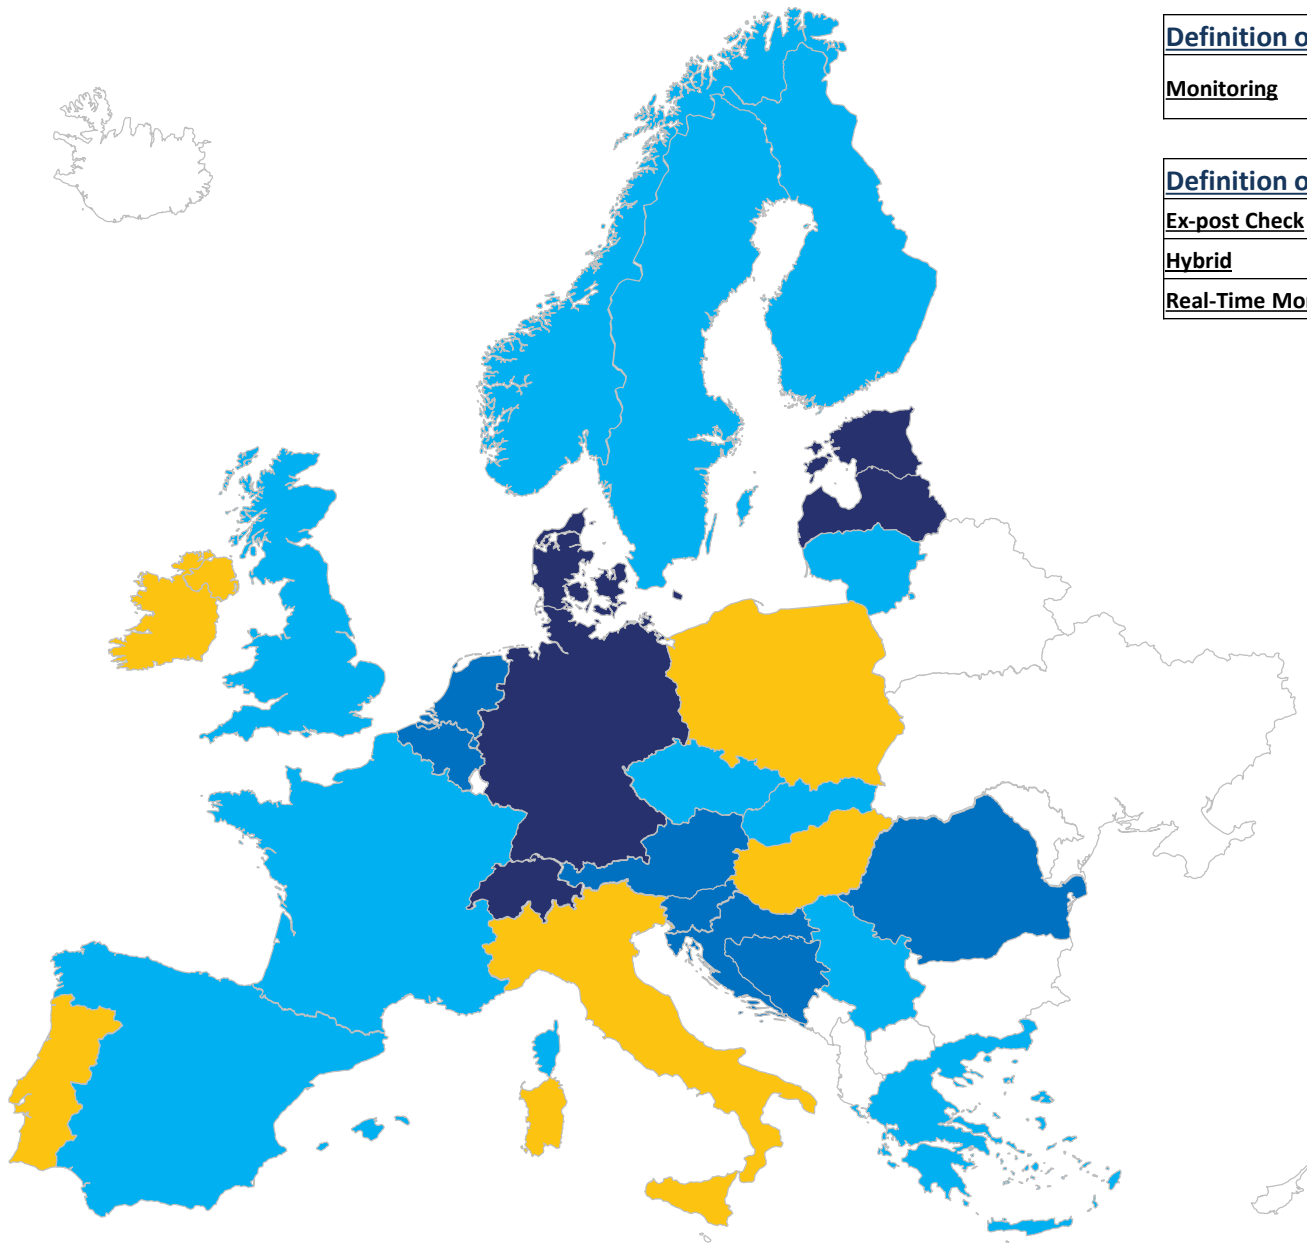 Definition o
Monitoring
Definition o
Ex-post Check
Hybrid
Real-Time Mo